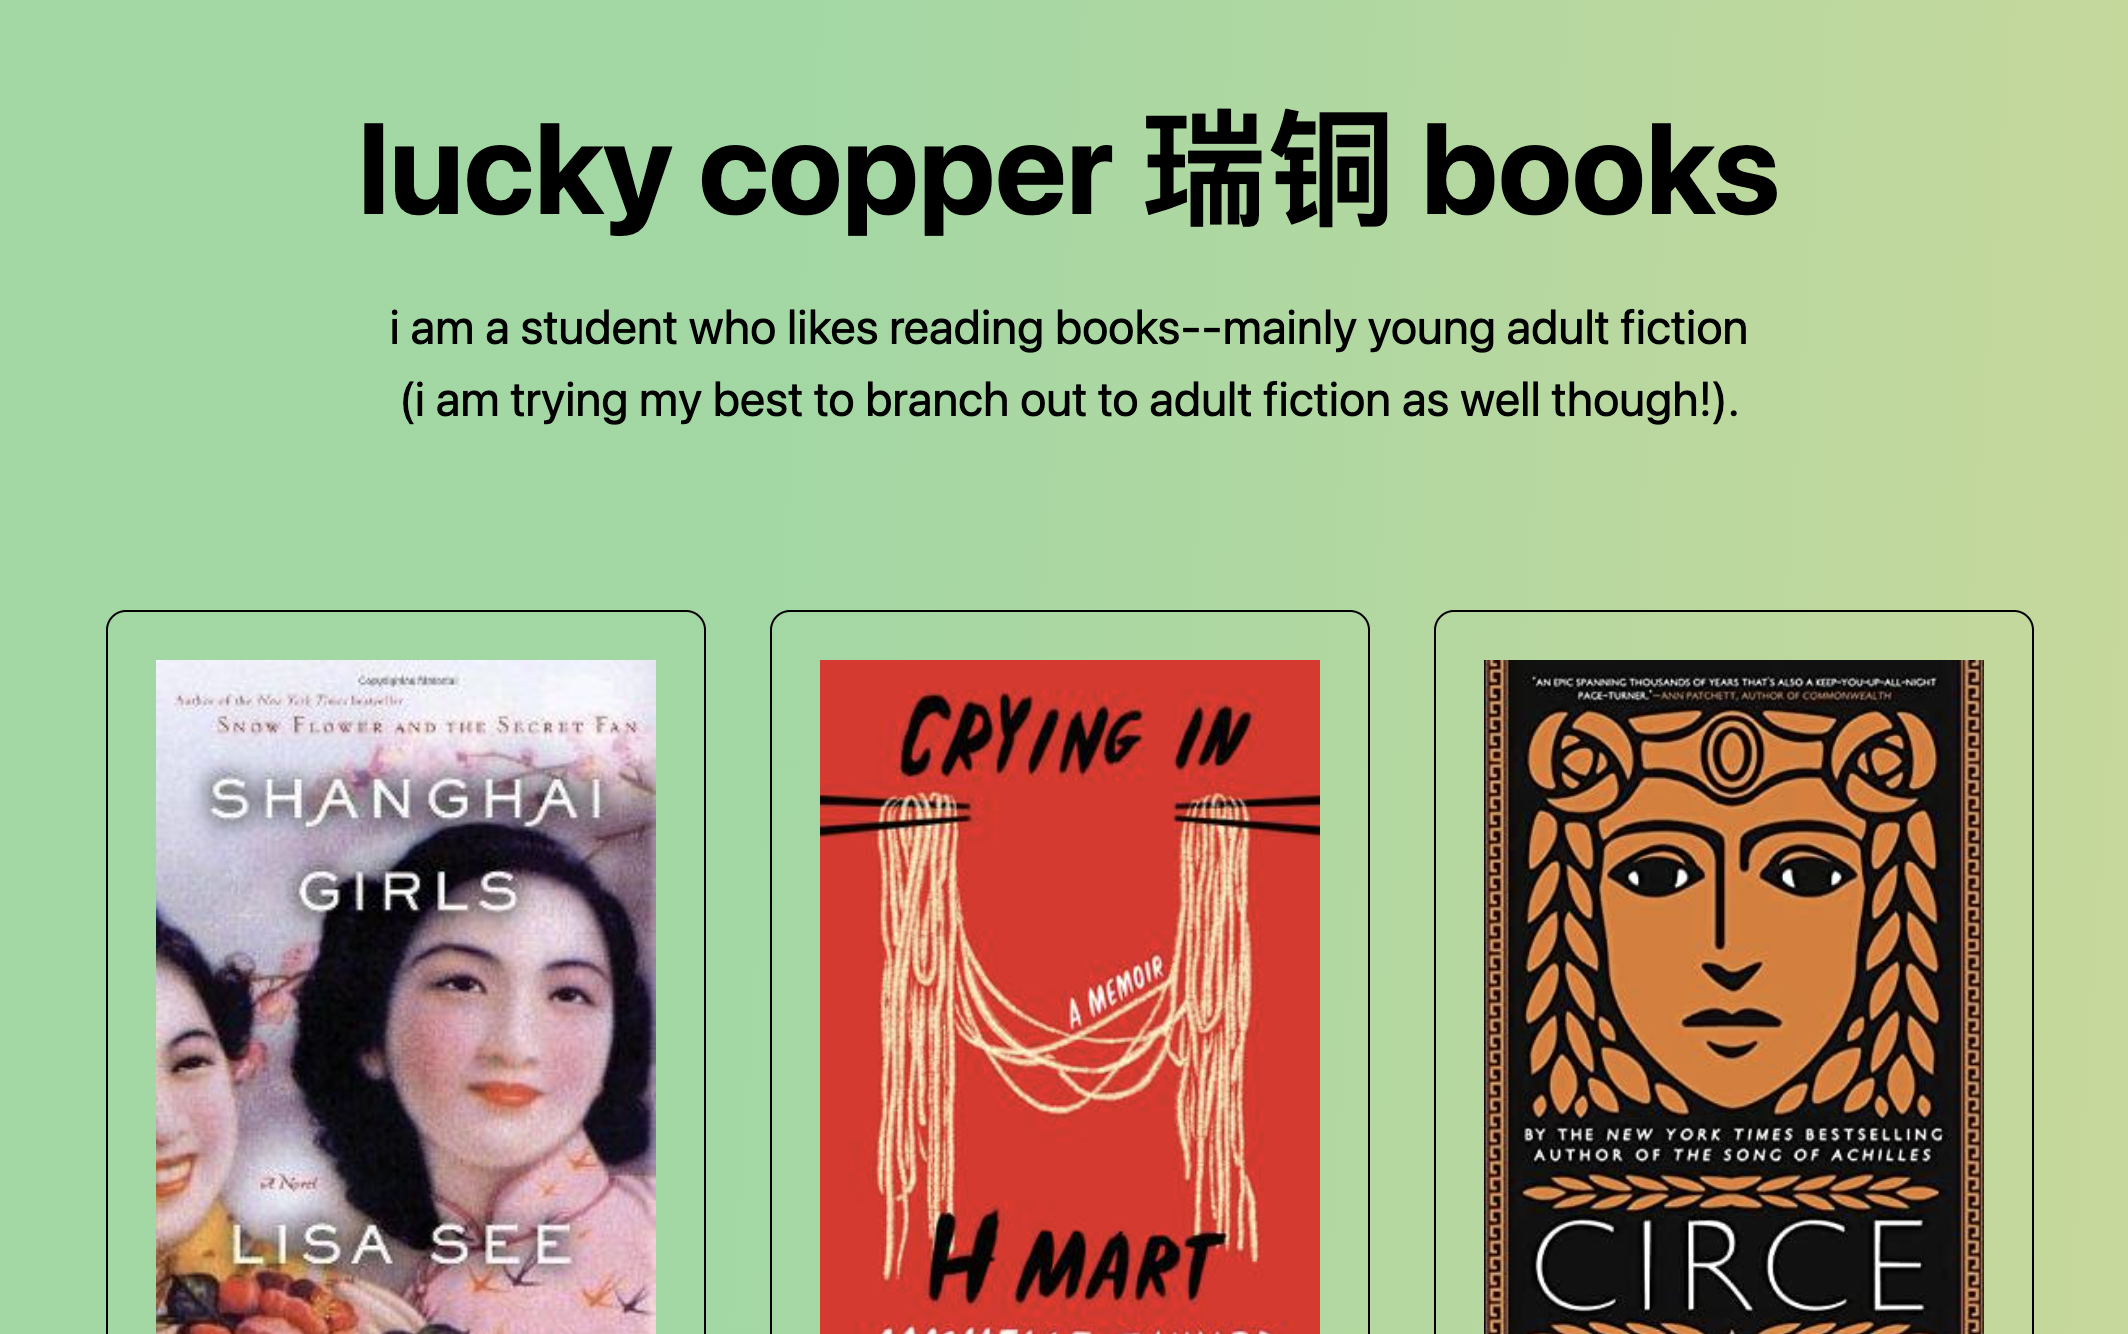 lucky copper 瑞铜 books
i am a student who likes reading books--mainly young adult fiction
(i am trying my best to branch out to adult fiction as well though!).
Copyrighted Material
Author of the New York Times bestseller
SNOW FLOWER AND THE SECRET FAN
SHANGHAI
GIRLS
a Novel
LISA SEE
CRYING IN
A MEMOIR
H MART
"AN EPIC SPANNING THOUSANDS OF YEARS THAT'S ALSO A KEEP-YOU-UP-ALL-NIGHT
PAGE-TURNER."—ANN PATCHETT, AUTHOR OF COMMONWEALTH
BY THE NEW YORK TIMES BESTSELLING
AUTHOR OF THE SONG OF ACHILLES
CIRCE